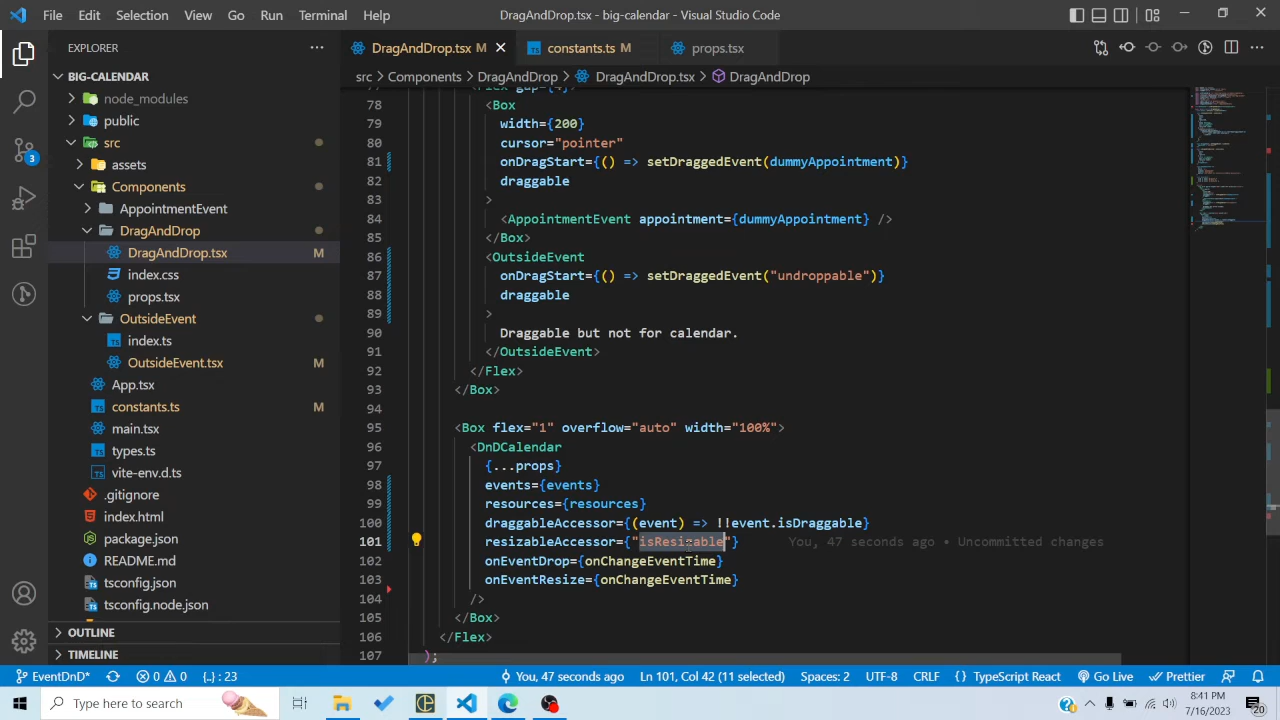 File Edit Selection View Go Run Terminal Help
DragAndDrop.tsx - big-calendar - Visual Studio Code
EXPLORER
DragAndDrop.tsx M
constants.ts M
props.tsx
BIG-CALENDAR
src > Components > DragAndDrop > DragAndDrop.tsx > DragAndDrop
node_modules
public
src
assets
Components
AppointmentEvent
DragAndDrop
DragAndDrop.tsx M
index.css
props.tsx
OutsideEvent
index.ts
OutsideEvent.tsx M
App.tsx
constants.ts M
main.tsx
types.ts
vite-env.d.ts
.gitignore
index.html
package.json
README.md
tsconfig.json
tsconfig.node.json
OUTLINE
TIMELINE
3
77 <Flex gap={4}>
78 <Box
79 width={200}
80 cursor="pointer"
81 onDragStart={() => setDraggedEvent(dummyAppointment)}
82 draggable
83 >
84 <AppointmentEvent appointment={dummyAppointment} />
85 </Box>
86 <OutsideEvent
87 onDragStart={() => setDraggedEvent("undroppable")}
88 draggable
89 >
90 Draggable but not for calendar.
91 </OutsideEvent>
92 </Flex>
93 </Box>
94
95 <Box flex="1" overflow="auto" width="100%">
96 <DnDCalendar
97 {...props}
98 events={events}
99 resources={resources}
100 draggableAccessor={(event) => !!event.isDraggable}
101 resizableAccessor={"isResizable"} You, 47 seconds ago • Uncommitted changes
102 onEventDrop={onChangeEventTime}
103 onEventResize={onChangeEventTime}
104 />
105 </Box>
106 </Flex>
107 );
EventDnD* 0 0 {..}: 23 You, 47 seconds ago Ln 101, Col 42 (11 selected) Spaces: 2 UTF-8 CRLF {} TypeScript React Go Live Prettier
Type here to search
8:41 PM
7/16/2023
20